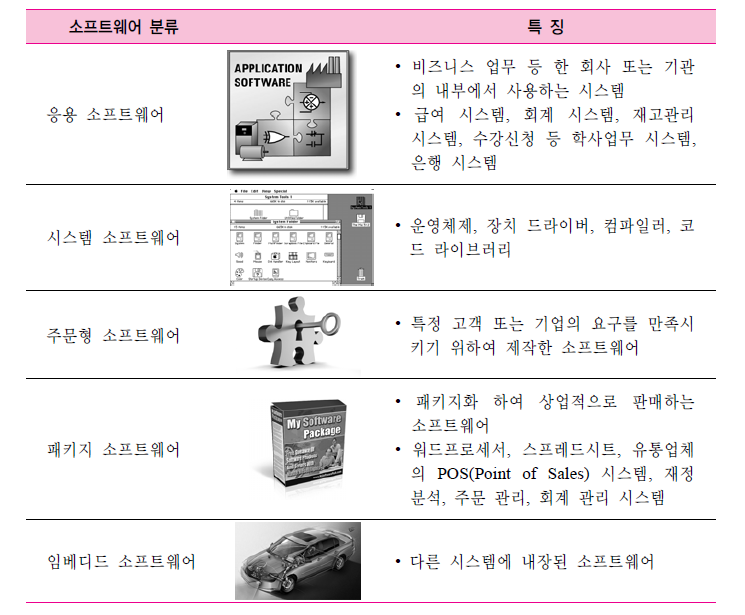 소프트웨어 분류
특 징
응용 소프트웨어
APPLICATION
SOFTWARE
• 비즈니스 업무 등 한 회사 또는 기관
의 내부에서 사용하는 시스템
• 급여 시스템, 회계 시스템, 재고관리
시스템, 수강신청 등 학사업무 시스템,
은행 시스템
시스템 소프트웨어
File Edit View Special
• 운영체제, 장치 드라이버, 컴파일러, 코
드 라이브러리
주문형 소프트웨어
• 특정 고객 또는 기업의 요구를 만족시
키기 위하여 제작한 소프트웨어
패키지 소프트웨어
My Software
Package
• 패키지화 하여 상업적으로 판매하는
소프트웨어
• 워드프로세서, 스프레드시트, 유통업체
의 POS(Point of Sales) 시스템, 재정
분석, 주문 관리, 회계 관리 시스템
임베디드 소프트웨어
• 다른 시스템에 내장된 소프트웨어